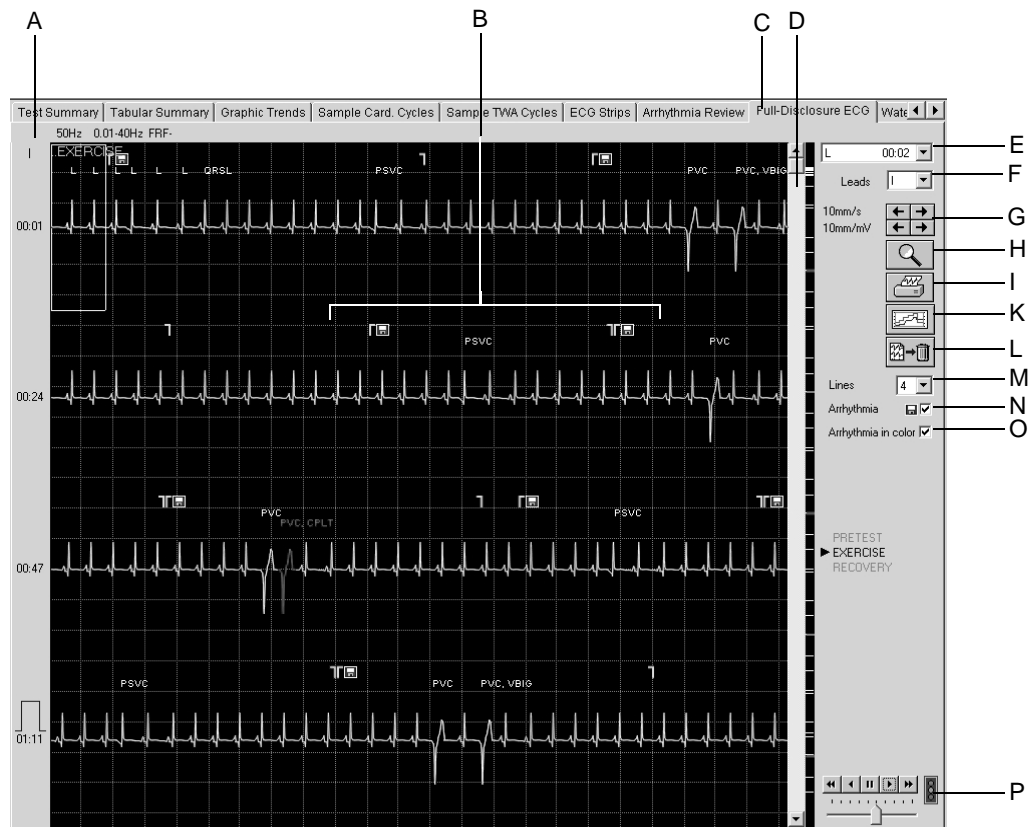 A B C D
Test Summary Tabular Summary Graphic Trends Sample Card. Cycles Sample TWA Cycles ECG Strips Arrhythmia Review Full-Disclosure ECG Wate
50Hz 0.01-40Hz FRF-
I
EXERCISE
L L L L L L QRSL PSVC PVC PVC, VBIG
00:01
PSVC PVC
00:24
PVC PVC, CPLT PSVC
00:47
PSVC PVC PVC, VBIG
01:11
L 00:02 E
Leads I F
10mm/s
10mm/mV
G
H
I
K
L
Lines 4 M
Arrhythmia N
Arrhythmia in color O
PRETEST
EXERCISE
RECOVERY
P